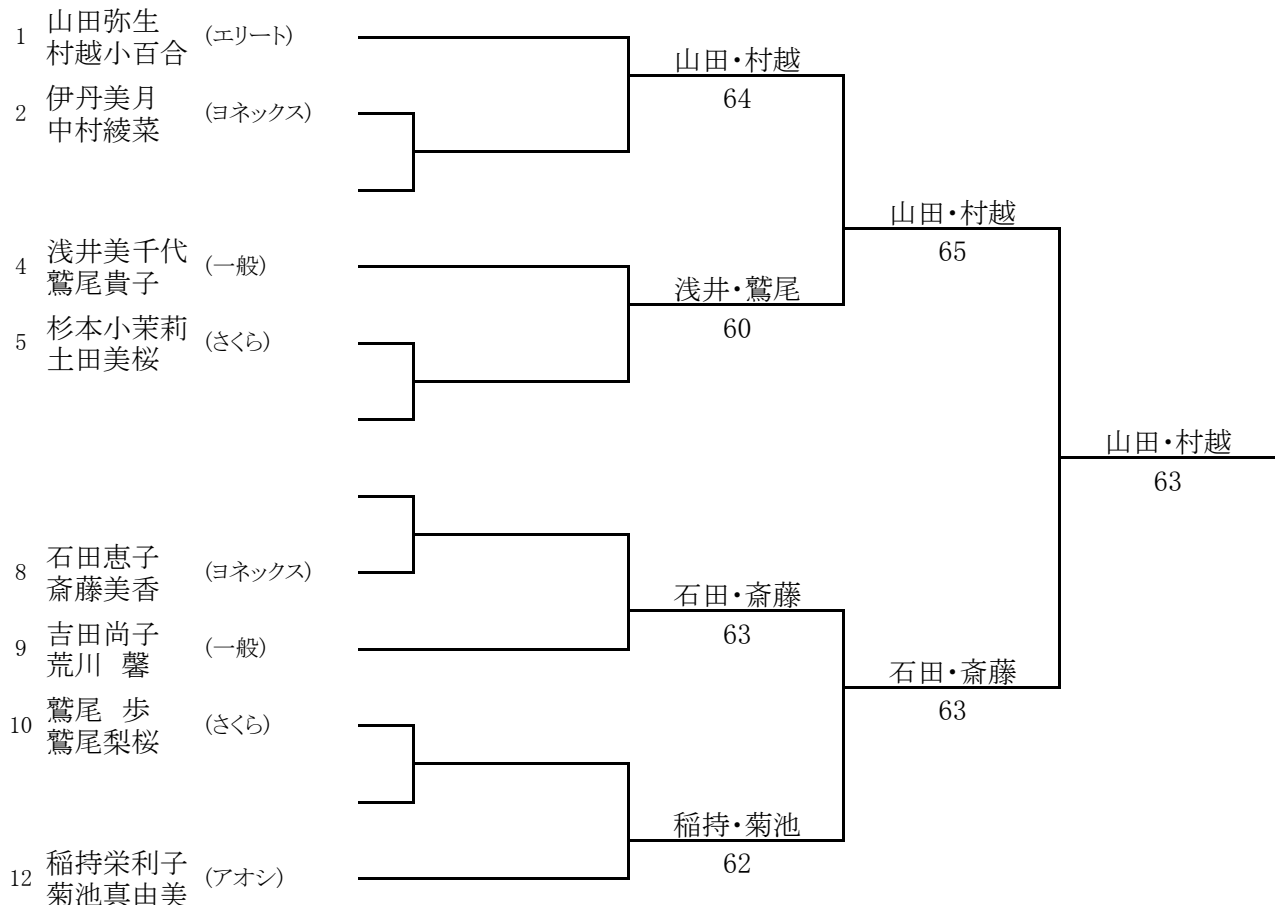 山田弥生
1 (エリート)
村越小百合
山田・村越
64
伊丹美月
2 (ヨネックス)
中村綾菜
山田・村越
65
浅井美千代
4 (一般)
鷲尾貴子
浅井・鷲尾
60
杉本小茉莉
5 (さくら)
土田美桜
山田・村越
63
石田恵子
8 (ヨネックス)
斎藤美香
石田・斎藤
63
吉田尚子
9 (一般)
荒川 馨
石田・斎藤
63
鷲尾 歩
10 (さくら)
鷲尾梨桜
稲持・菊池
62
稲持栄利子
12 (アオシ)
菊池真由美